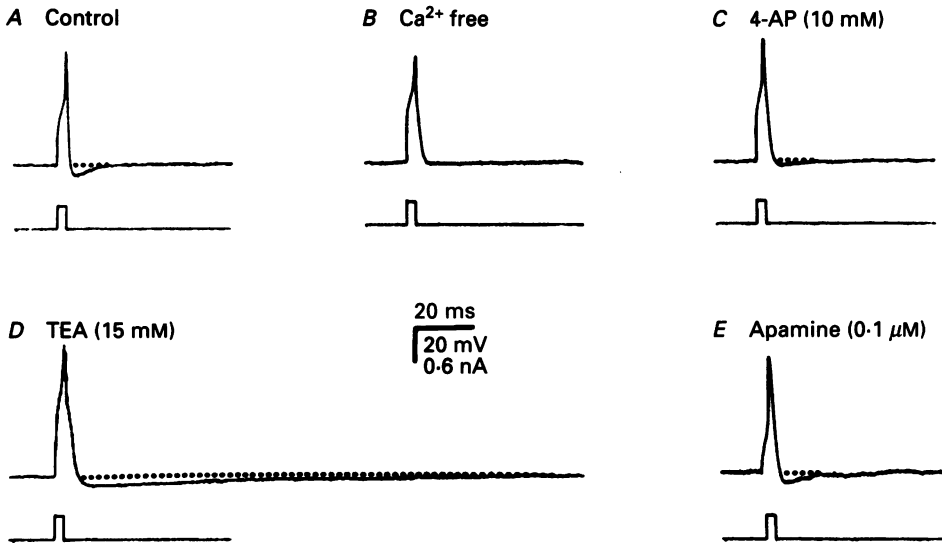 A Control
B Ca²⁺ free
C 4-AP (10 mM)
D TEA (15 mM)
20 ms
20 mV
0·6 nA
E Apamine (0·1 μM)